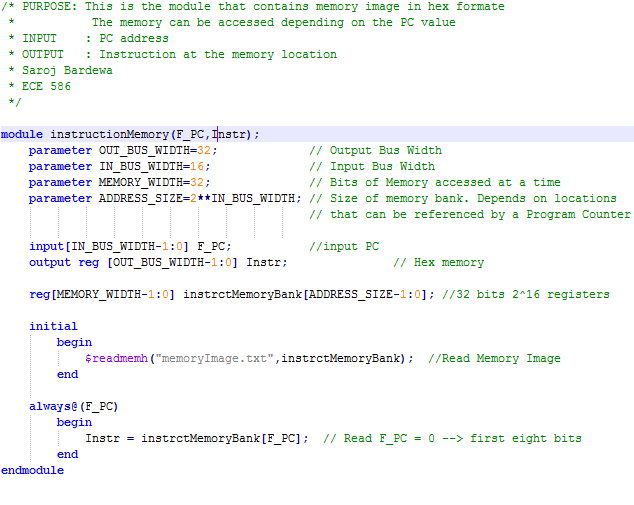 /* PURPOSE: This is the module that contains memory image in hex formate
 *           The memory can be accessed depending on the PC value
 * INPUT    : PC address
 * OUTPUT   : Instruction at the memory location
 * Saroj Bardewa
 * ECE 586
 */
module instructionMemory(F_PC,Instr);
    parameter OUT_BUS_WIDTH=32;             // Output Bus Width
    parameter IN_BUS_WIDTH=16;              // Input Bus Width
    parameter MEMORY_WIDTH=32;              // Bits of Memory accessed at a time
    parameter ADDRESS_SIZE=2**IN_BUS_WIDTH; // Size of memory bank. Depends on locations
                                            // that can be referenced by a Program Counter
    input[IN_BUS_WIDTH-1:0] F_PC;           //input PC
    output reg [OUT_BUS_WIDTH-1:0] Instr;               // Hex memory
    reg[MEMORY_WIDTH-1:0] instrctMemoryBank[ADDRESS_SIZE-1:0]; //32 bits 2^16 registers
    initial
        begin
            $readmemh("memoryImage.txt",instrctMemoryBank);  //Read Memory Image
        end
    always@(F_PC)
        begin
            Instr = instrctMemoryBank[F_PC];  // Read F_PC = 0 --> first eight bits
        end
endmodule